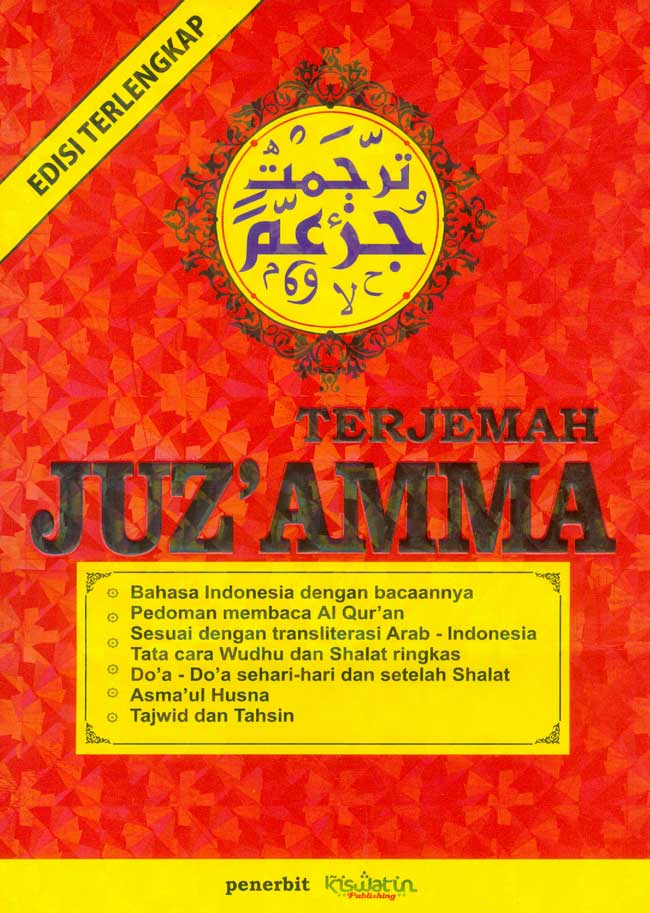 EDISI TERLENGKAP
ترجمة
جزء عم
TERJEMAH
JUZ'AMMA
Bahasa Indonesia dengan bacaannya
Pedoman membaca Al Qur'an
Sesuai dengan transliterasi Arab - Indonesia
Tata cara Wudhu dan Shalat ringkas
Do'a - Do'a sehari-hari dan setelah Shalat
Asma'ul Husna
Tajwid dan Tahsin
penerbit Kiswatin
Publishing